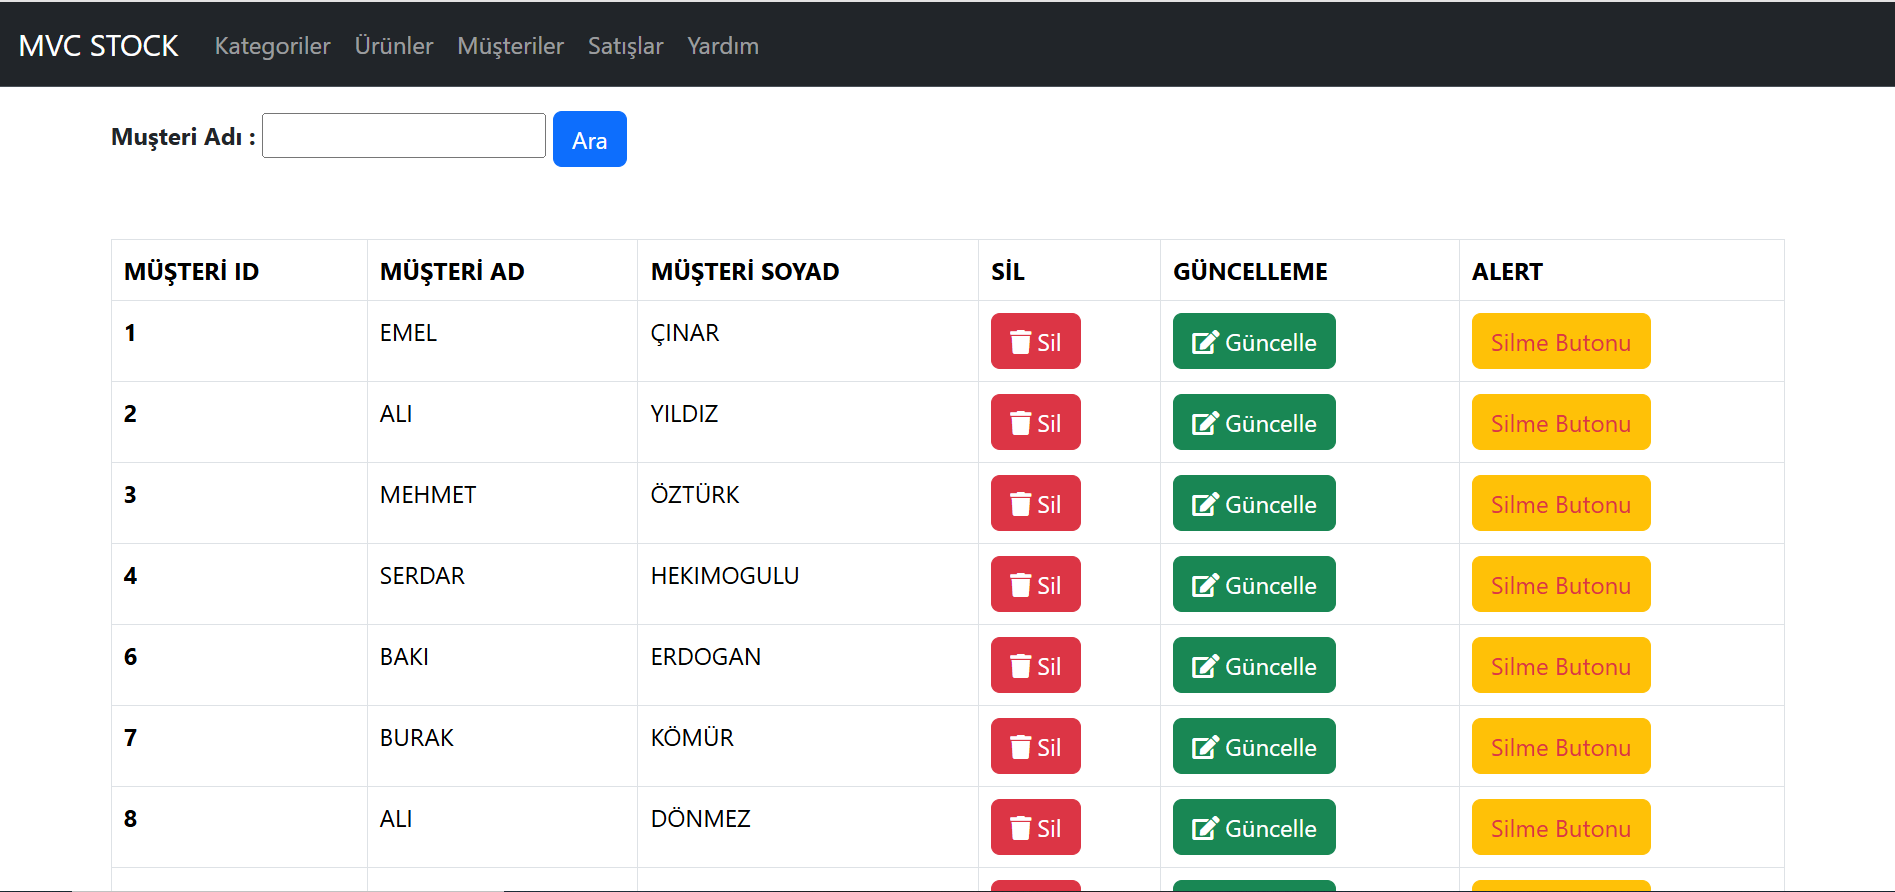 MVC STOCK Kategoriler Ürünler Müşteriler Satışlar Yardım
Muşteri Adı : Ara
MÜŞTERİ ID MÜŞTERİ AD MÜŞTERİ SOYAD SİL GÜNCELLEME ALERT
1 EMEL ÇINAR Sil Güncelle Silme Butonu
2 ALI YILDIZ Sil Güncelle Silme Butonu
3 MEHMET ÖZTÜRK Sil Güncelle Silme Butonu
4 SERDAR HEKIMOGULU Sil Güncelle Silme Butonu
6 BAKI ERDOGAN Sil Güncelle Silme Butonu
7 BURAK KÖMÜR Sil Güncelle Silme Butonu
8 ALI DÖNMEZ Sil Güncelle Silme Butonu